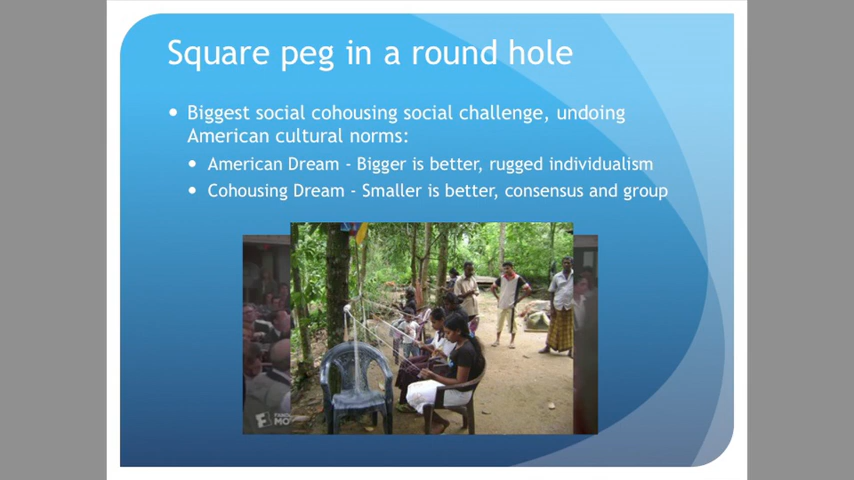 Square peg in a round hole
• Biggest social cohousing social challenge, undoing
American cultural norms:
• American Dream - Bigger is better, rugged individualism
• Cohousing Dream - Smaller is better, consensus and group